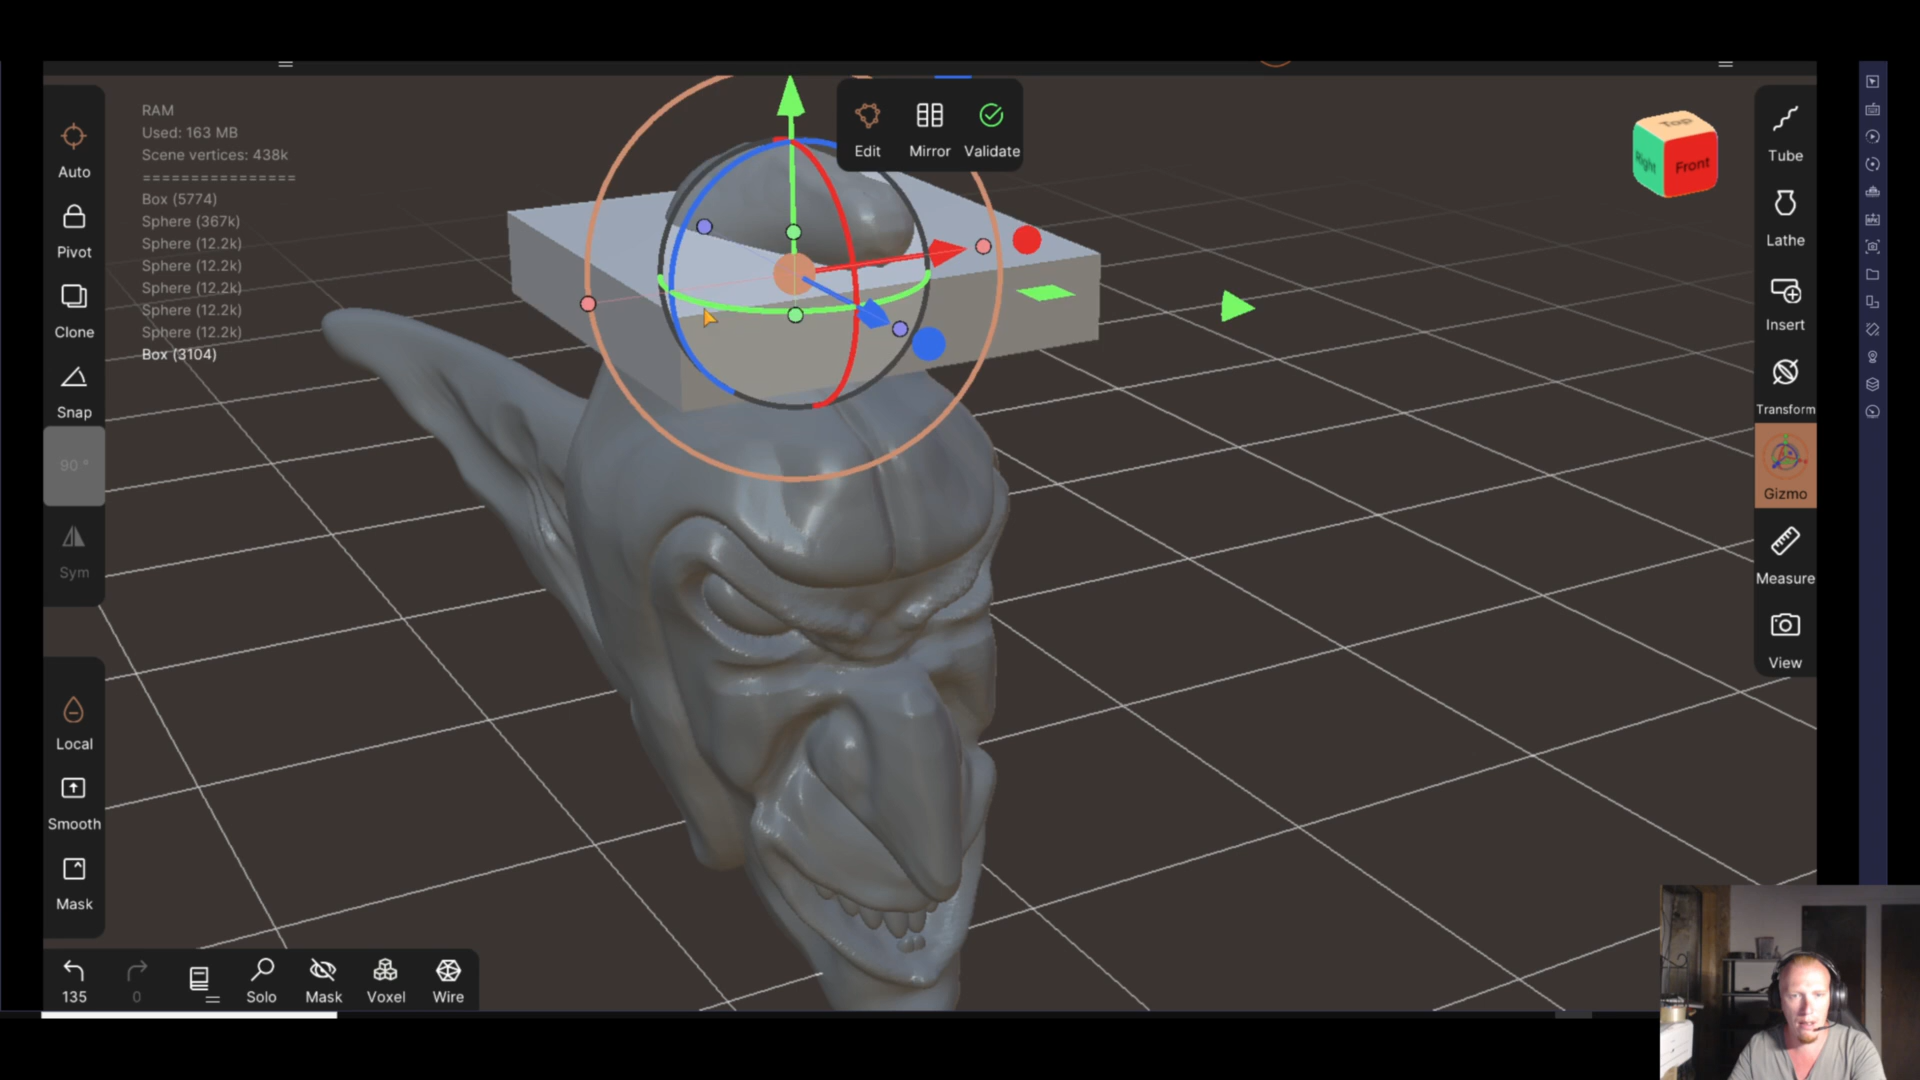 RAM
Used: 163 MB
Scene vertices: 438k
================
Box (5774)
Sphere (367k)
Sphere (12.2k)
Sphere (12.2k)
Sphere (12.2k)
Sphere (12.2k)
Sphere (12.2k)
Box (3104)
Auto
Pivot
Clone
Snap
90 °
Sym
Local
Smooth
Mask
135
0
Solo
Mask
Voxel
Wire
Edit
Mirror
Validate
Top
Right
Front
Tube
Lathe
Insert
Transform
Gizmo
Measure
View